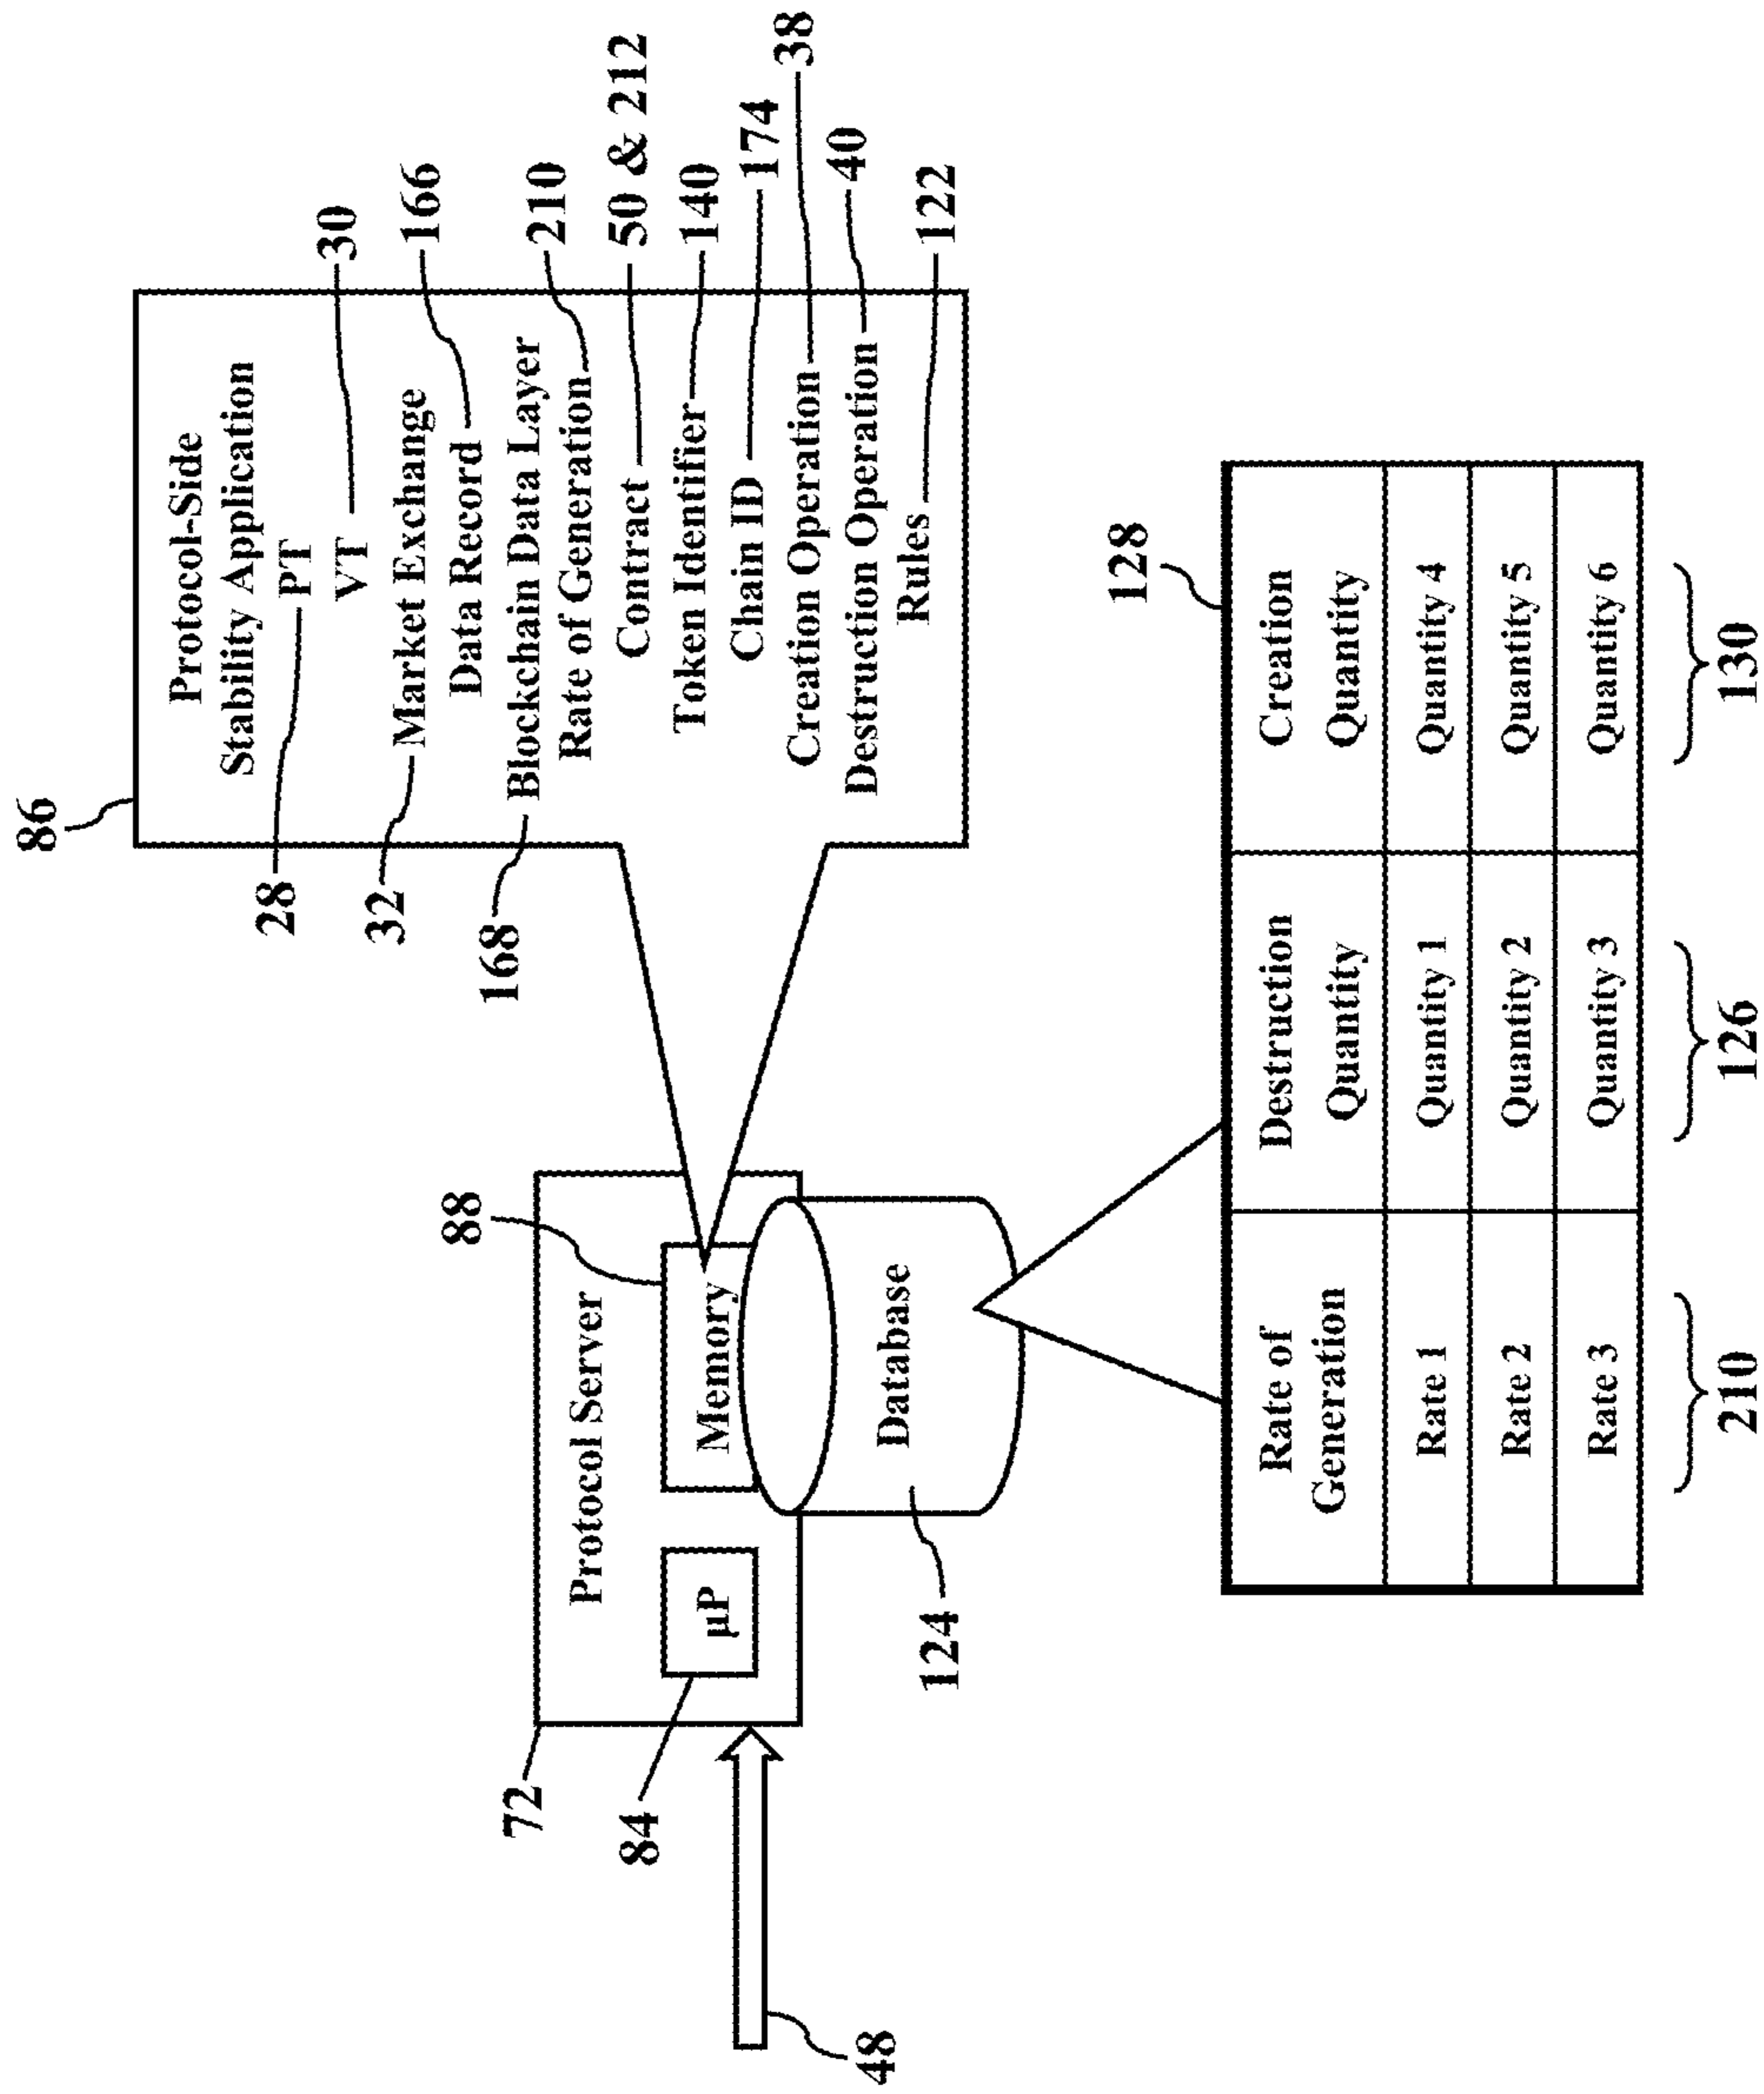 86
Protocol-Side
Stability Application
28
PT
VT
30
32
Market Exchange
Data Record
166
168
Blockchain Data Layer
Rate of Generation
210
Contract
50 & 212
Token Identifier
140
Chain ID
174
Creation Operation
38
Destruction Operation
40
Rules
122
72
Protocol Server
88
84
µP
Memory
48
Database
124
128
Rate of
Generation
Destruction
Quantity
Creation
Quantity
Rate 1
Quantity 1
Quantity 4
Rate 2
Quantity 2
Quantity 5
Rate 3
Quantity 3
Quantity 6
210
126
130